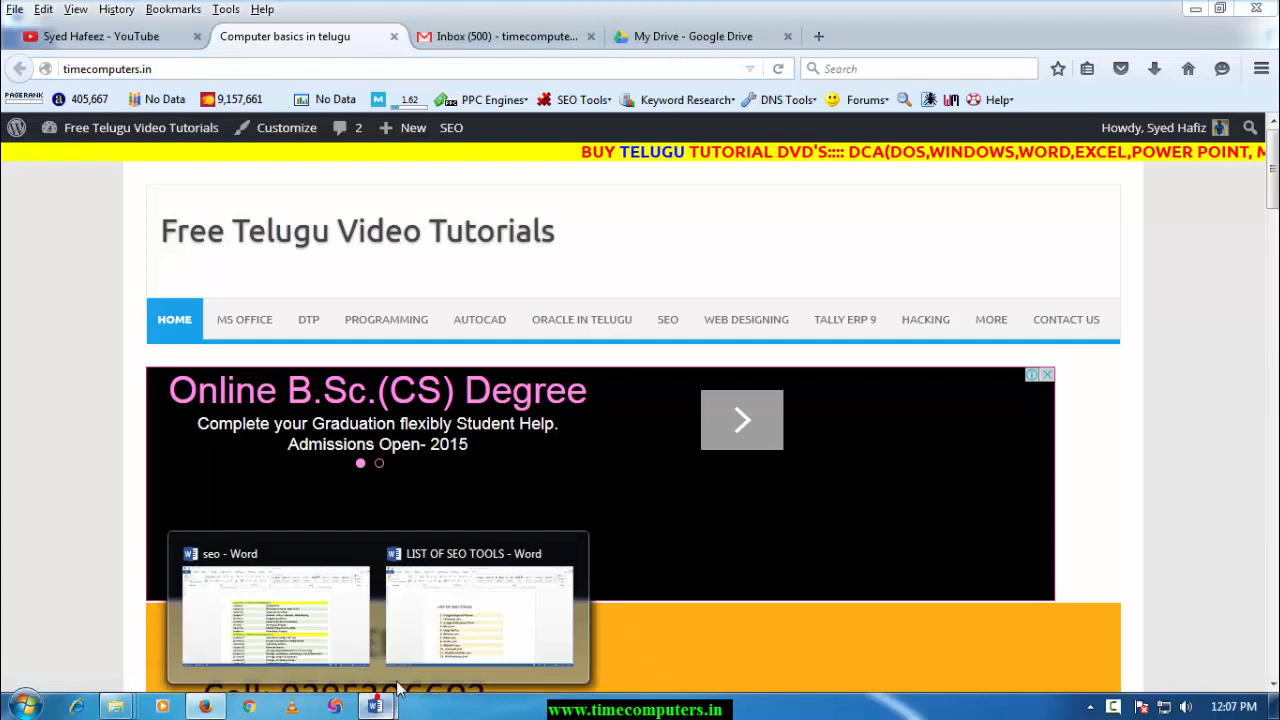 File Edit View History Bookmarks Tools Help
Syed Hafeez - YouTube
Computer basics in telugu
Inbox (500) - timecompute...
My Drive - Google Drive
timecomputers.in
Search
PAGERANK 405,667 No Data 9,157,661 No Data M 1.62 PPC Engines SEO Tools Keyword Research DNS Tools Forums Help
Free Telugu Video Tutorials Customize 2 New SEO Howdy, Syed Hafiz
BUY TELUGU TUTORIAL DVD'S:::: DCA(DOS,WINDOWS,WORD,EXCEL,POWER POINT, M
Free Telugu Video Tutorials
HOME MS OFFICE DTP PROGRAMMING AUTOCAD ORACLE IN TELUGU SEO WEB DESIGNING TALLY ERP 9 HACKING MORE CONTACT US
Online B.Sc.(CS) Degree
Complete your Graduation flexibly Student Help.
Admissions Open- 2015
seo - Word
LIST OF SEO TOOLS - Word
LIST OF SEO TOOLS
www.timecomputers.in
12:07 PM